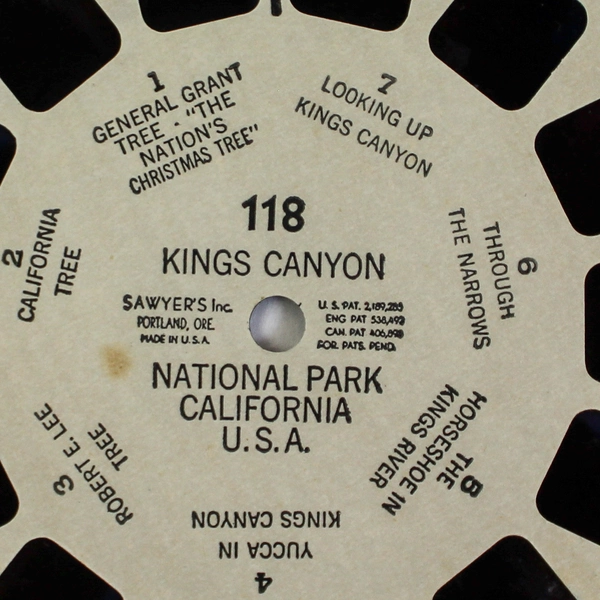 118
KINGS CANYON
SAWYER'S Inc.
PORTLAND, ORE.
MADE IN U.S.A.
U.S. PAT. 2,189,285
ENG PAT 538,492
CAN. PAT 406,898
FOR. PATS. PEND.
NATIONAL PARK
CALIFORNIA
U.S.A.
1
GENERAL GRANT
TREE - "THE
NATION'S
CHRISTMAS TREE"
2
CALIFORNIA
TREE
3
ROBERT E. LEE
TREE
4
YUCCA IN
KINGS CANYON
5
THE
HORSESHOE IN
KINGS RIVER
6
THROUGH
THE NARROWS
7
LOOKING UP
KINGS CANYON